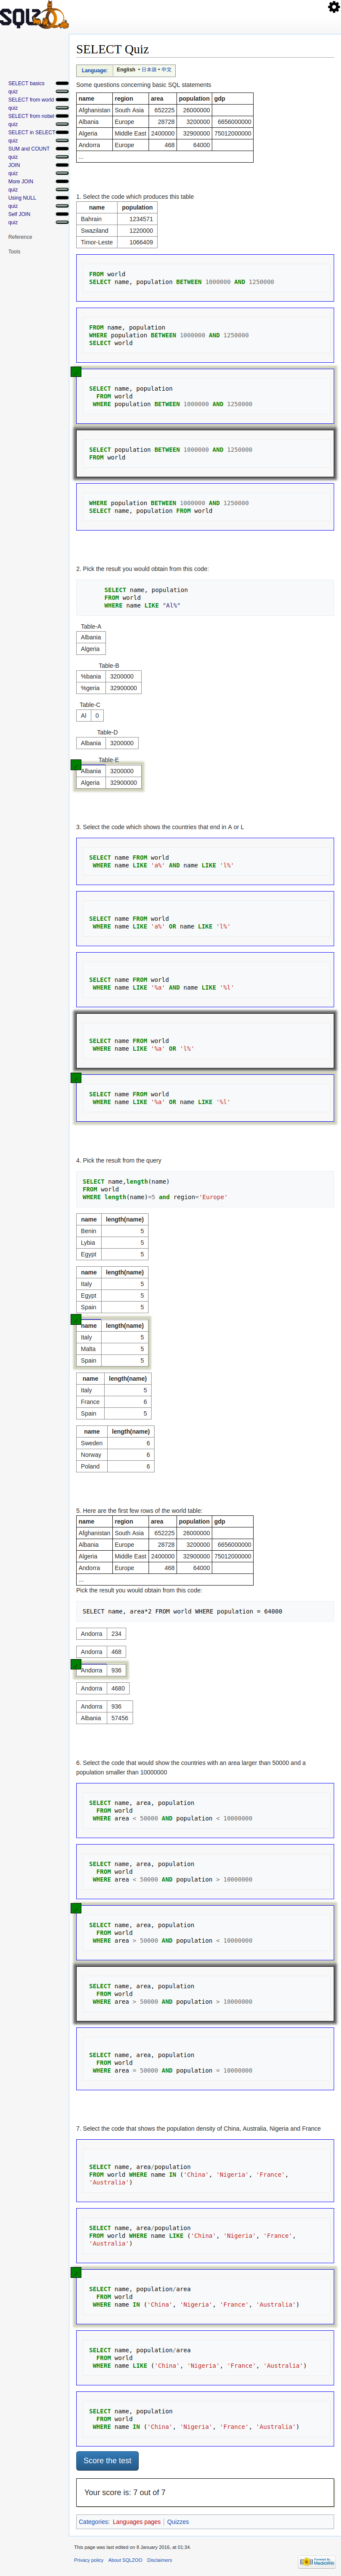 SQLZOO
SELECT Quiz
Language: English • 日本語 • 中文
SELECT basics
quiz
SELECT from world
quiz
SELECT from nobel
quiz
SELECT in SELECT
quiz
SUM and COUNT
quiz
JOIN
quiz
More JOIN
quiz
Using NULL
quiz
Self JOIN
quiz
Reference
Tools
Some questions concerning basic SQL statements
name region area population gdp
Afghanistan South Asia 652225 26000000
Albania Europe 28728 3200000 6656000000
Algeria Middle East 2400000 32900000 75012000000
Andorra Europe 468 64000
...
1. Select the code which produces this table
name population
Bahrain 1234571
Swaziland 1220000
Timor-Leste 1066409
FROM world
SELECT name, population BETWEEN 1000000 AND 1250000
FROM name, population
WHERE population BETWEEN 1000000 AND 1250000
SELECT world
SELECT name, population
FROM world
WHERE population BETWEEN 1000000 AND 1250000
SELECT population BETWEEN 1000000 AND 1250000
FROM world
WHERE population BETWEEN 1000000 AND 1250000
SELECT name, population FROM world
2. Pick the result you would obtain from this code:
SELECT name, population
FROM world
WHERE name LIKE "Al%"
Table-A
Albania
Algeria
Table-B
%bania 3200000
%geria 32900000
Table-C
Al 0
Table-D
Albania 3200000
Table-E
Albania 3200000
Algeria 32900000
3. Select the code which shows the countries that end in A or L
SELECT name FROM world
WHERE name LIKE 'a%' AND name LIKE 'l%'
SELECT name FROM world
WHERE name LIKE 'a%' OR name LIKE 'l%'
SELECT name FROM world
WHERE name LIKE '%a' AND name LIKE '%l'
SELECT name FROM world
WHERE name LIKE '%a' OR 'l%'
SELECT name FROM world
WHERE name LIKE '%a' OR name LIKE '%l'
4. Pick the result from the query
SELECT name,length(name)
FROM world
WHERE length(name)=5 and region='Europe'
name length(name)
Benin 5
Lybia 5
Egypt 5
name length(name)
Italy 5
Egypt 5
Spain 5
name length(name)
Italy 5
Malta 5
Spain 5
name length(name)
Italy 5
France 6
Spain 5
name length(name)
Sweden 6
Norway 6
Poland 6
5. Here are the first few rows of the world table:
name region area population gdp
Afghanistan South Asia 652225 26000000
Albania Europe 28728 3200000 6656000000
Algeria Middle East 2400000 32900000 75012000000
Andorra Europe 468 64000
...
Pick the result you would obtain from this code:
SELECT name, area*2 FROM world WHERE population = 64000
Andorra 234
Andorra 468
Andorra 936
Andorra 4680
Andorra 936
Albania 57456
6. Select the code that would show the countries with an area larger than 50000 and a
population smaller than 10000000
SELECT name, area, population
FROM world
WHERE area < 50000 AND population < 10000000
SELECT name, area, population
FROM world
WHERE area < 50000 AND population > 10000000
SELECT name, area, population
FROM world
WHERE area > 50000 AND population < 10000000
SELECT name, area, population
FROM world
WHERE area > 50000 AND population > 10000000
SELECT name, area, population
FROM world
WHERE area = 50000 AND population = 10000000
7. Select the code that shows the population density of China, Australia, Nigeria and France
SELECT name, area/population
FROM world WHERE name IN ('China', 'Nigeria', 'France',
'Australia')
SELECT name, area/population
FROM world WHERE name LIKE ('China', 'Nigeria', 'France',
'Australia')
SELECT name, population/area
FROM world
WHERE name IN ('China', 'Nigeria', 'France', 'Australia')
SELECT name, population/area
FROM world
WHERE name LIKE ('China', 'Nigeria', 'France', 'Australia')
SELECT name, population
FROM world
WHERE name IN ('China', 'Nigeria', 'France', 'Australia')
Score the test
Your score is: 7 out of 7
Categories: Languages pages | Quizzes
This page was last edited on 8 January 2016, at 01:34.
Privacy policy About SQLZOO Disclaimers
Powered By
MediaWiki